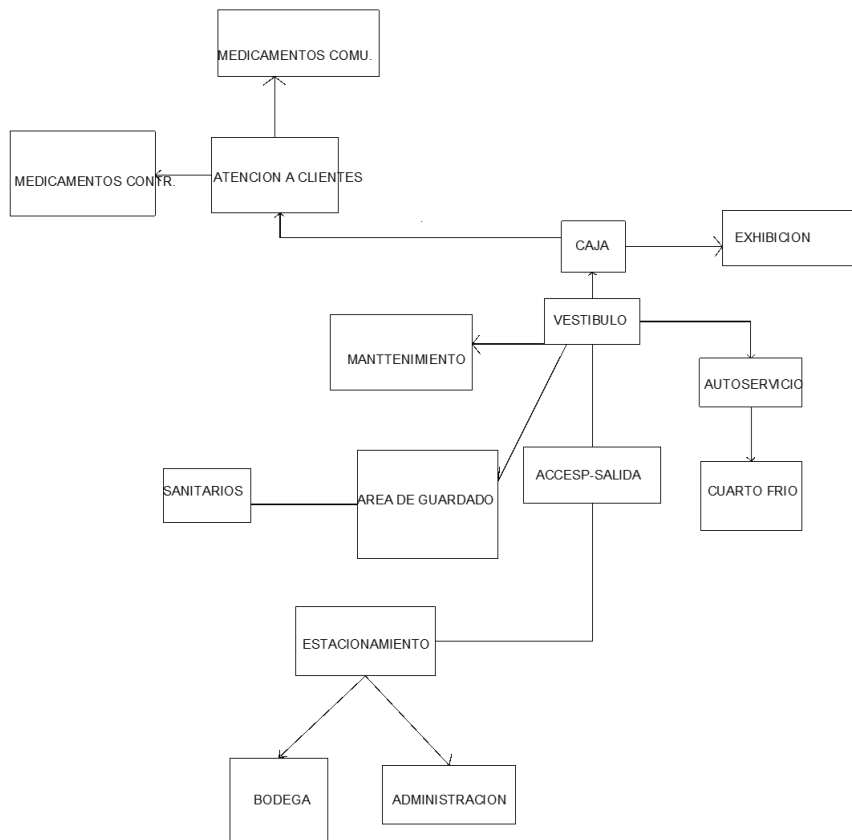 MEDICAMENTOS COMU.
MEDICAMENTOS CONTR.
ATENCION A CLIENTES
EXHIBICION
CAJA
VESTIBULO
MANTTENIMIENTO
AUTOSERVICIO
ACCESP-SALIDA
SANITARIOS
AREA DE GUARDADO
CUARTO FRIO
ESTACIONAMIENTO
BODEGA
ADMINISTRACION